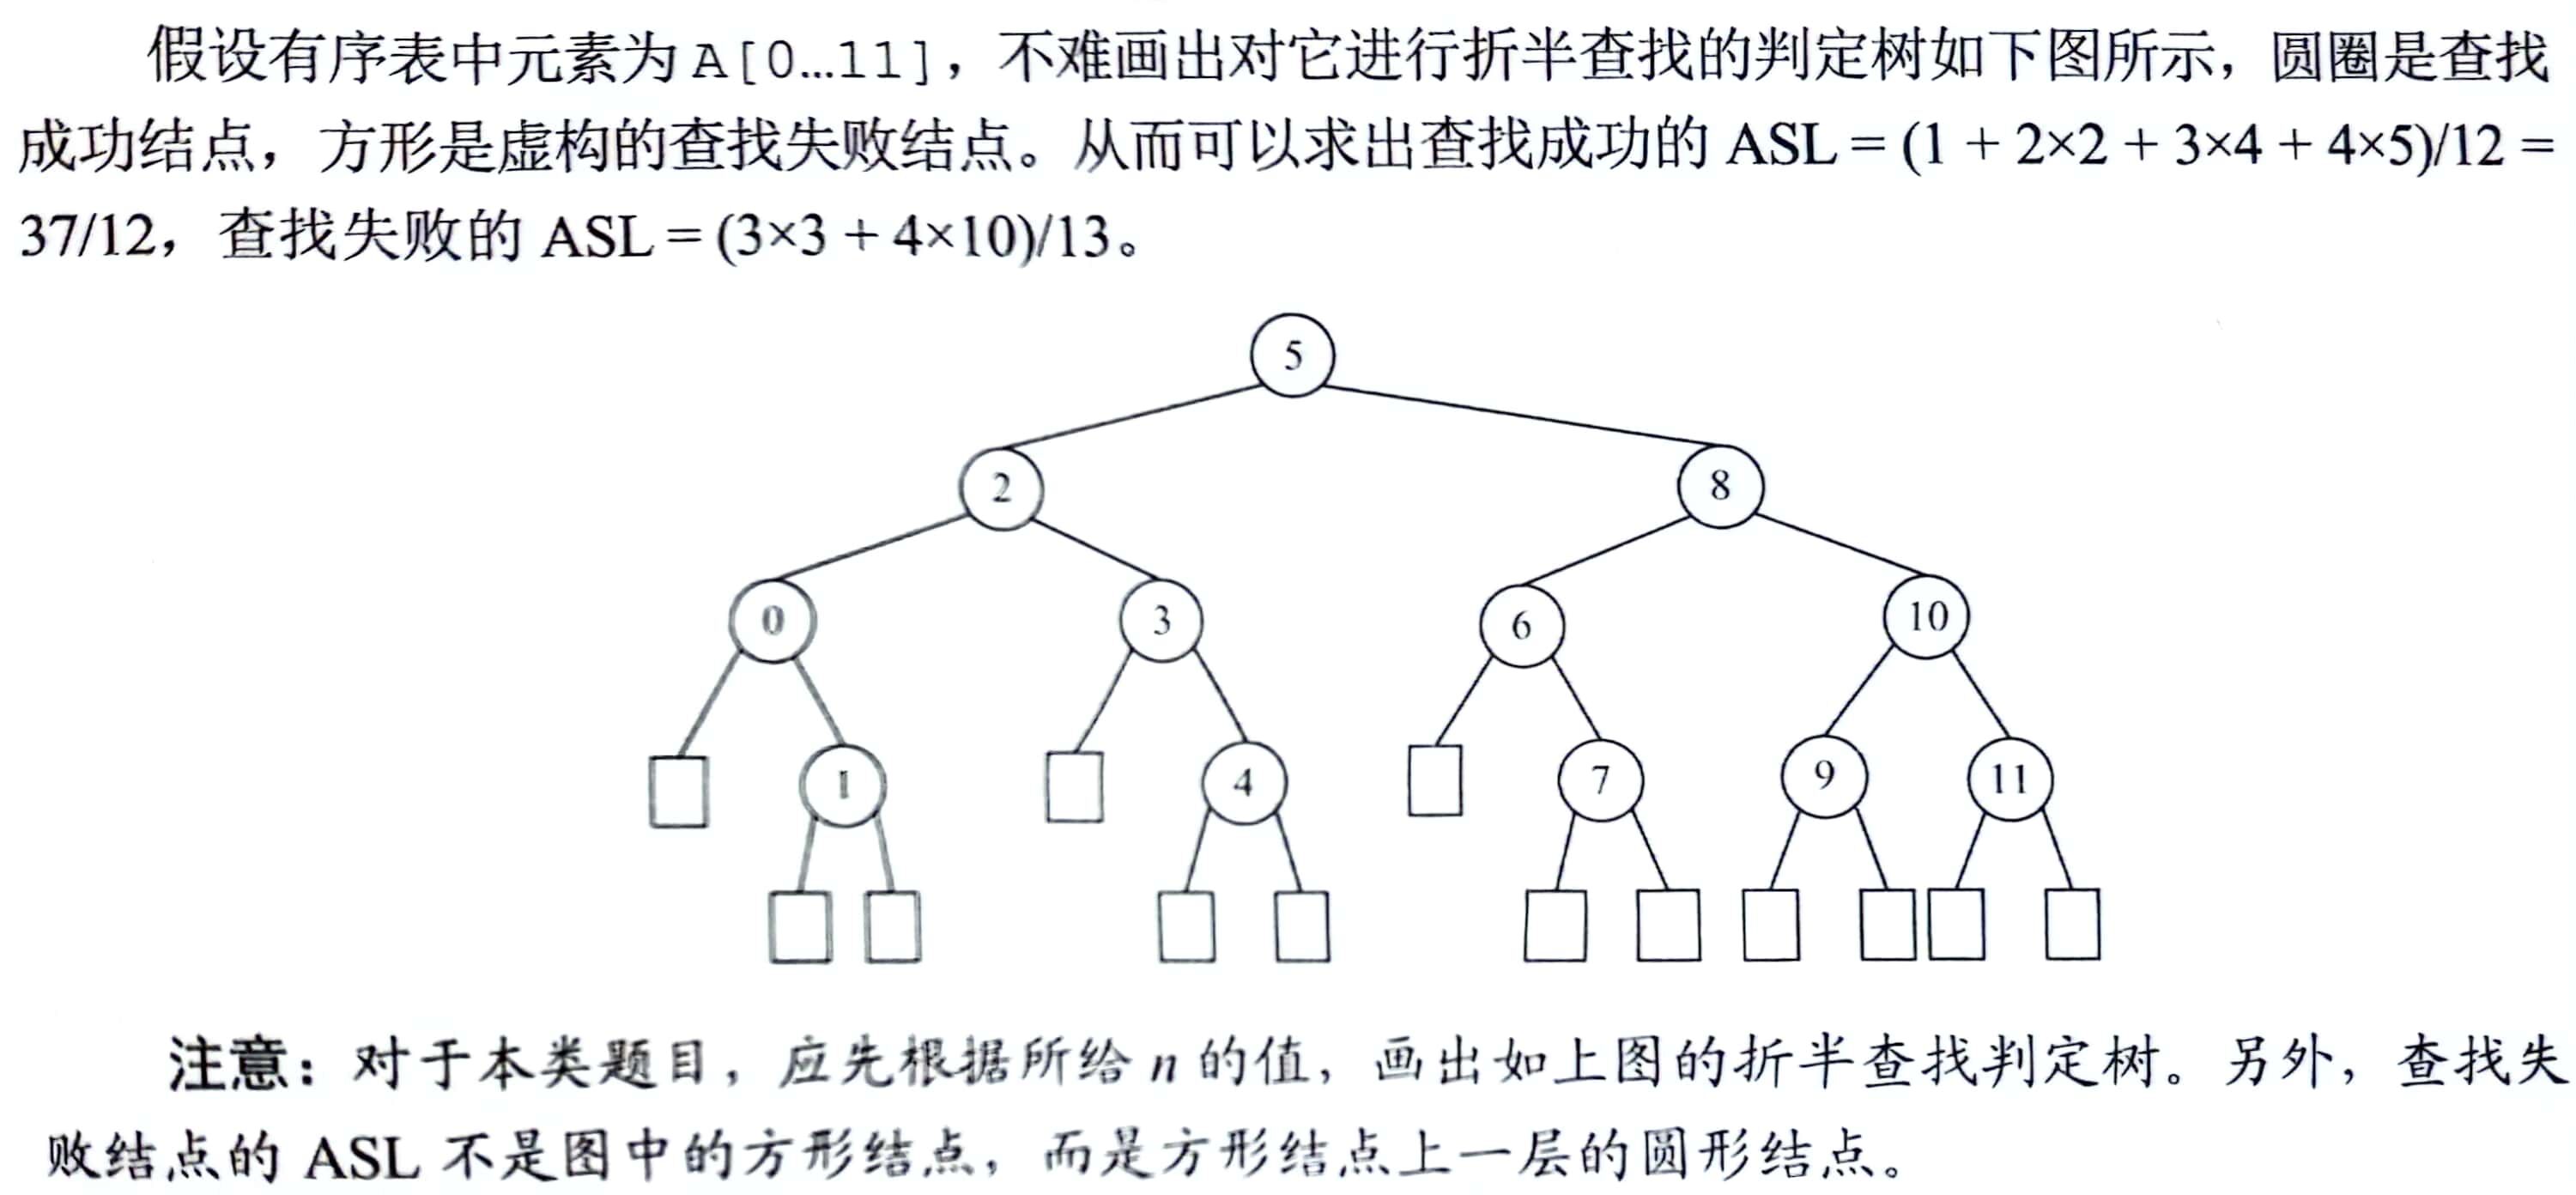 假设有序表中元素为 A[0…11]，不难画出对它进行折半查找的判定树如下图所示，圆圈是查找
成功结点，方形是虚构的查找失败结点。从而可以求出查找成功的 ASL = (1 + 2×2 + 3×4 + 4×5)/12 =
37/12，查找失败的 ASL = (3×3 + 4×10)/13。
5
2 8
0 3 6 10
1 4 7 9 11
注意：对于本类题目，应先根据所给 n 的值，画出如上图的折半查找判定树。另外，查找失
败结点的 ASL 不是图中的方形结点，而是方形结点上一层的圆形结点。